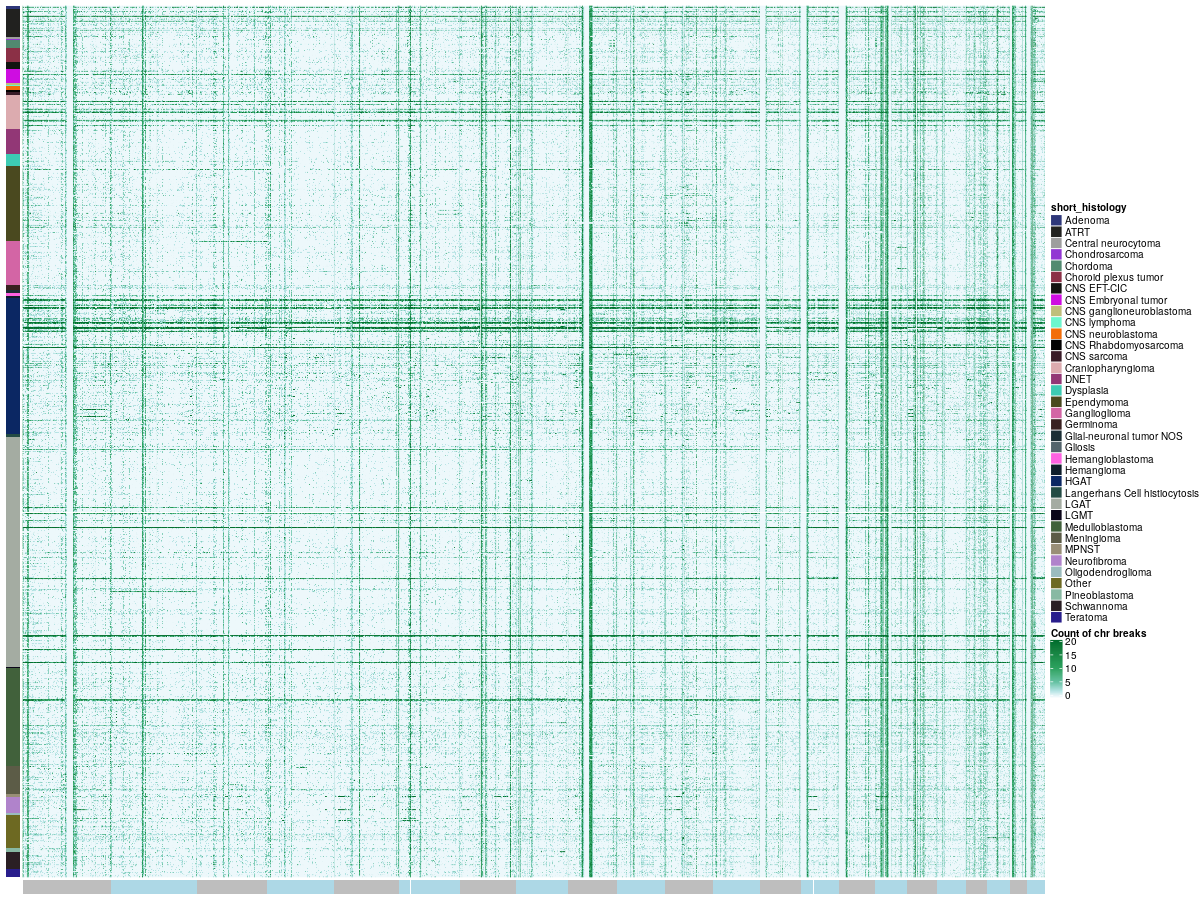 short_histology
Adenoma
ATRT
Central neurocytoma
Chondrosarcoma
Chordoma
Choroid plexus tumor
CNS EFT-CIC
CNS Embryonal tumor
CNS ganglioneuroblastoma
CNS lymphoma
CNS neuroblastoma
CNS Rhabdomyosarcoma
CNS sarcoma
Craniopharyngioma
DNET
Dysplasia
Ependymoma
Ganglioglioma
Germinoma
Glial-neuronal tumor NOS
Gliosis
Hemangioblastoma
Hemangioma
HGAT
Langerhans Cell histiocytosis
LGAT
LGMT
Medulloblastoma
Meningioma
MPNST
Neurofibroma
Oligodendroglioma
Other
Pineoblastoma
Schwannoma
Teratoma
Count of chr breaks
20
15
10
5
0